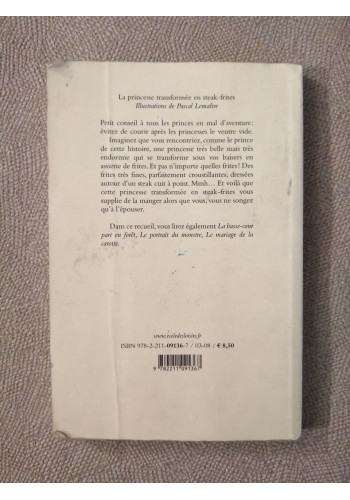 La princesse transformée en steak-frites
Illustrations de Pascal Lemaître
Petit conseil à tous les princes en mal d'aventure :
évitez de courir après les princesses le ventre vide.
Imaginez que vous rencontriez, comme le prince
de cette histoire, une princesse très belle mais très
endormie qui se transforme sous vos baisers en
assiette de frites. Et pas n'importe quelles frites ! Des
frites très fines, parfaitement croustillantes, dressées
autour d'un steak cuit à point. Mmh... Et voilà que
cette princesse transformée en steak-frites vous
supplie de la manger alors que vous, vous ne songez
qu'à l'épouser.
Dans ce recueil, vous lirez également La basse-cour
part en forêt, Le portrait du monstre, Le mariage de la
carotte.
www.ecoledesloisirs.fr
ISBN 978-2-211-09136-7 / 03-08 / € 8,50
9 782211 091367